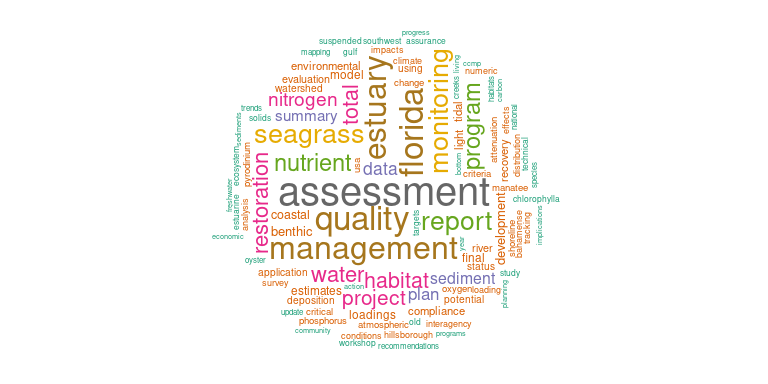 progress
suspended southwest assurance
mapping gulf impacts
environmental model climate using
evaluation
watershed
change
numeric
ccmp
living
creeks
habitats
carbon
nitrogen
total
estuary
florida
monitoring
program
tidal
light
bottom
trends
solids summary
sediments
seagrass
attenuation
effects
national
recovery
distribution
technical
nutrient
usa
data
criteria
species
ecosystem
pyrodinium
restoration
assessment
manatee
chlorophylla
freshwater
estuarine
analysis
coastal
quality
targets
report
development
shoreline
bahamense
tracking
implications
economic
benthic
management
year
river
final
status
oyster
application
survey
water
habitat
sediment
study
action
estimates
deposition
project
plan
oxygen loading
potential
planning
update critical
loadings
compliance
phosphorus
atmospheric old interagency
community
conditions hillsborough programs
workshop recommendations